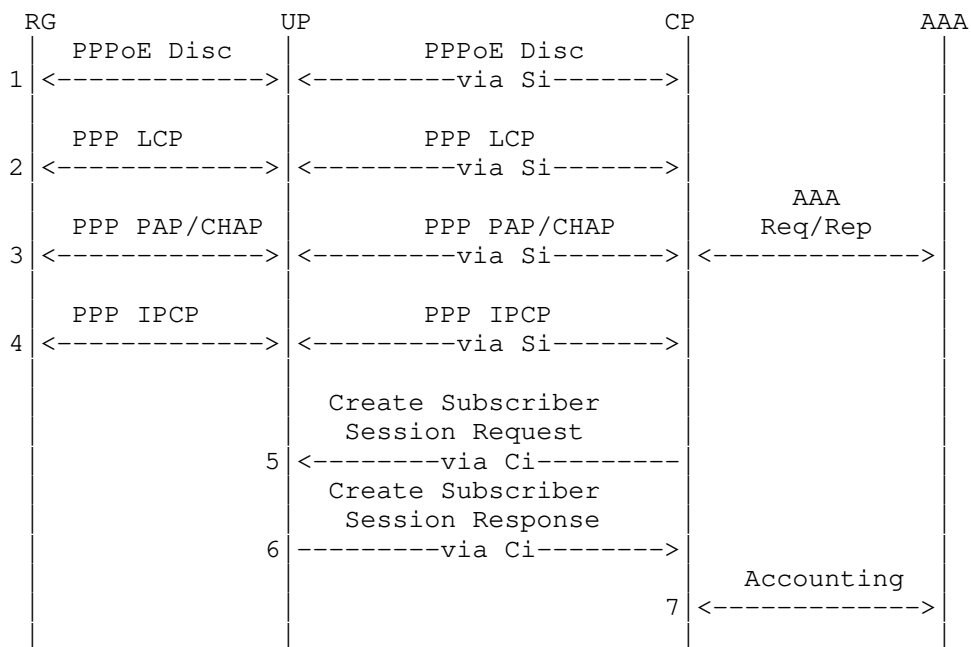 RG UP CP AAA
PPPoE Disc PPPoE Disc
1 <-------------> <---------via Si------->
PPP LCP PPP LCP
2 <-------------> <---------via Si------->
AAA
PPP PAP/CHAP PPP PAP/CHAP Req/Rep
3 <-------------> <---------via Si-------> <------------->
PPP IPCP PPP IPCP
4 <-------------> <---------via Si------->
Create Subscriber
Session Request
5 <--------via Ci---------
Create Subscriber
Session Response
6 ---------via Ci-------->
Accounting
7 <------------->